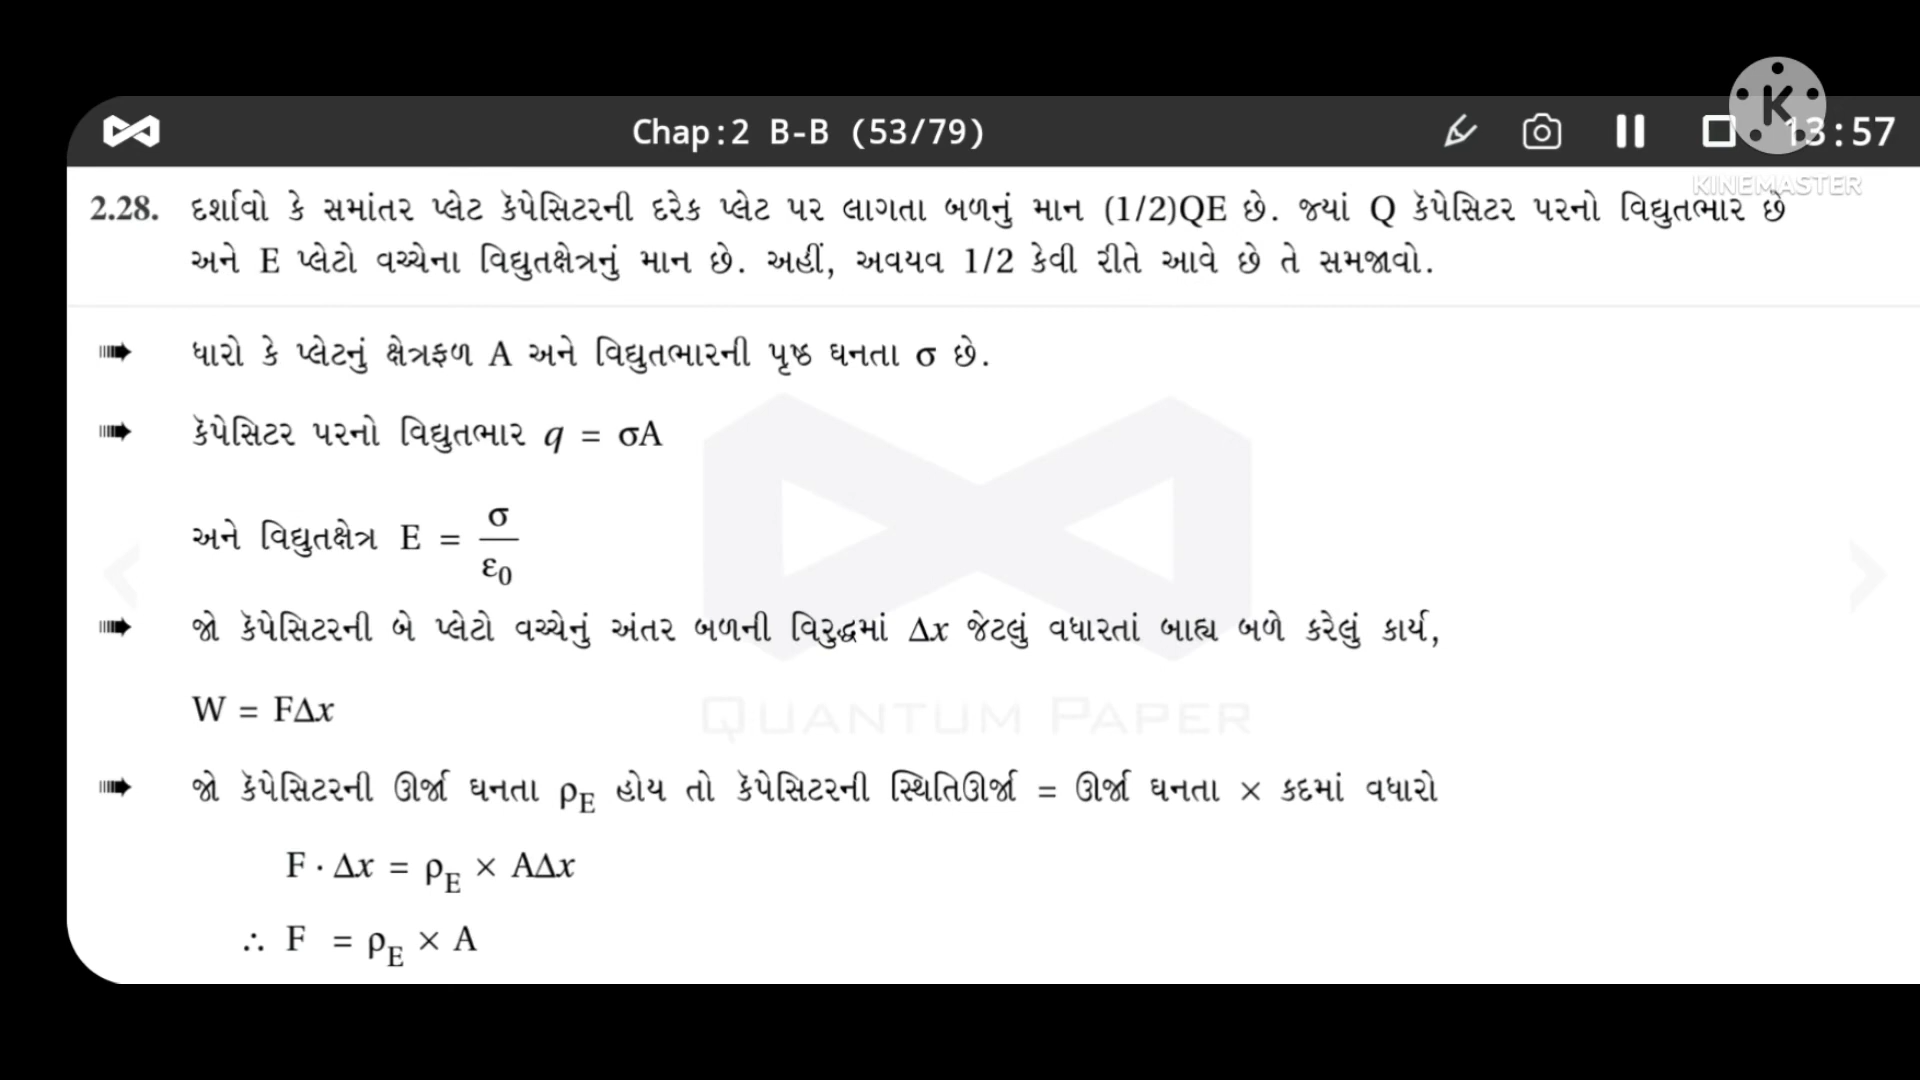 Chap:2 B-B (53/79)
13:57
KINEMASTER
2.28. દર્શાવો કે સમાંતર પ્લેટ કૅપેસિટરની દરેક પ્લેટ પર લાગતા બળનું માન (1/2)QE છે. જ્યાં Q કૅપેસિટર પરનો વિદ્યુતભાર છે
અને E પ્લેટો વચ્ચેના વિદ્યુતક્ષેત્રનું માન છે. અહીં, અવયવ 1/2 કેવી રીતે આવે છે તે સમજાવો.
ધારો કે પ્લેટનું ક્ષેત્રફળ A અને વિદ્યુતભારની પૃષ્ઠ ઘનતા σ છે.
કૅપેસિટર પરનો વિદ્યુતભાર q = σA
અને વિદ્યુતક્ષેત્ર E = σ/ε₀
જો કૅપેસિટરની બે પ્લેટો વચ્ચેનું અંતર બળની વિરુદ્ધમાં Δx જેટલું વધારતાં બાહ્ય બળે કરેલું કાર્ય,
W = FΔx
QUANTUM PAPER
જો કૅપેસિટરની ઊર્જા ઘનતા ρE હોય તો કૅપેસિટરની સ્થિતિઊર્જા = ઊર્જા ઘનતા × કદમાં વધારો
F · Δx = ρE × AΔx
∴ F = ρE × A